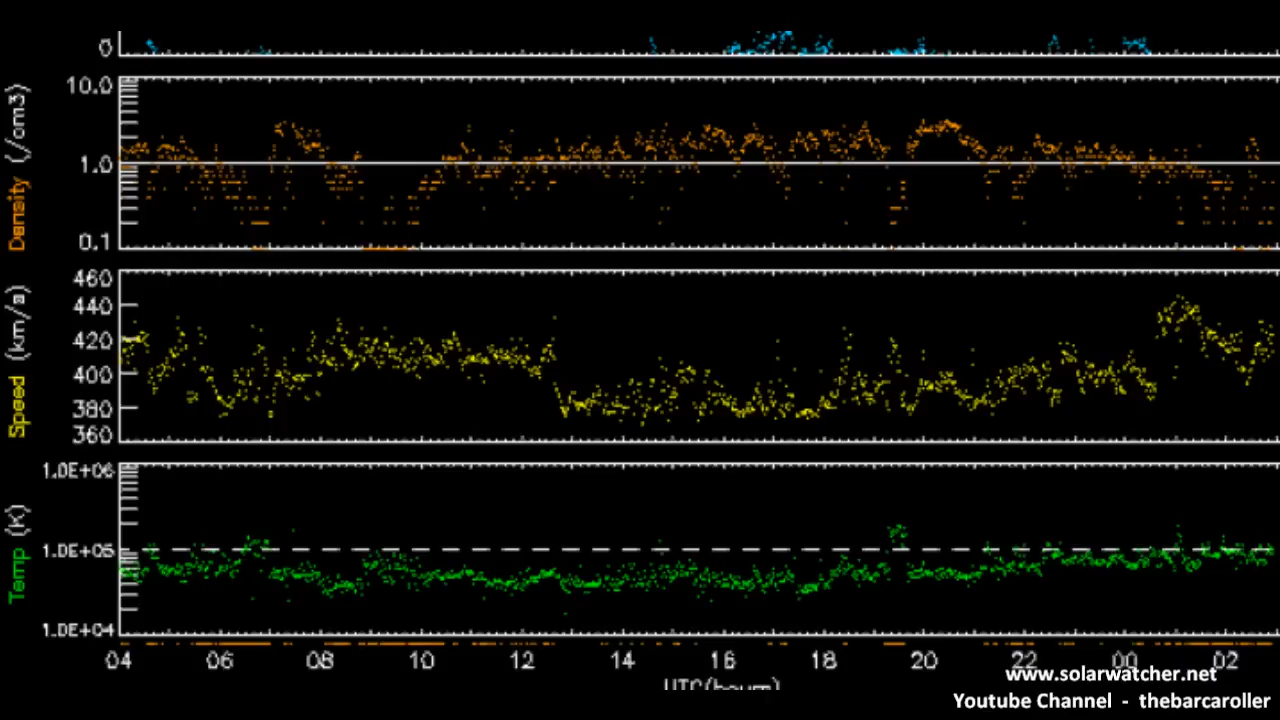 0
Density (/cm3)
10.0
1.0
0.1
Speed (km/s)
460
440
420
400
380
360
Temp (K)
1.0E+06
1.0E+05
1.0E+04
04 06 08 10 12 14 16 18 20 22 00 02
UTC(hours)
www.solarwatcher.net
Youtube Channel - thebarcaroller